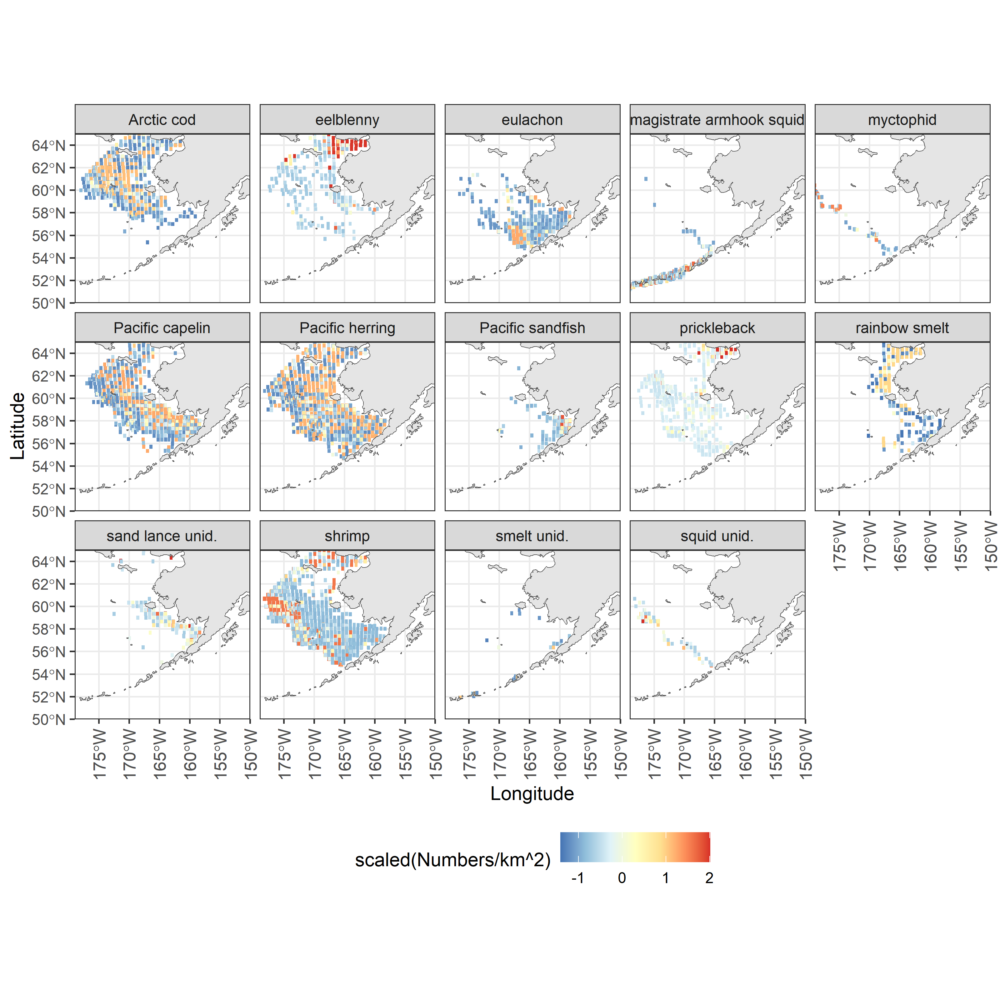 Arctic cod
eelblenny
eulachon
magistrate armhook squid
myctophid
64°N
62°N
60°N
58°N
56°N
54°N
52°N
50°N
Pacific capelin
Pacific herring
Pacific sandfish
prickleback
rainbow smelt
64°N
62°N
60°N
58°N
56°N
54°N
52°N
50°N
175°W
170°W
165°W
160°W
155°W
150°W
sand lance unid.
shrimp
smelt unid.
squid unid.
64°N
62°N
60°N
58°N
56°N
54°N
52°N
50°N
175°W
170°W
165°W
160°W
155°W
150°W
175°W
170°W
165°W
160°W
155°W
150°W
175°W
170°W
165°W
160°W
155°W
150°W
175°W
170°W
165°W
160°W
155°W
150°W
Latitude
Longitude
scaled(Numbers/km^2)
-1 0 1 2